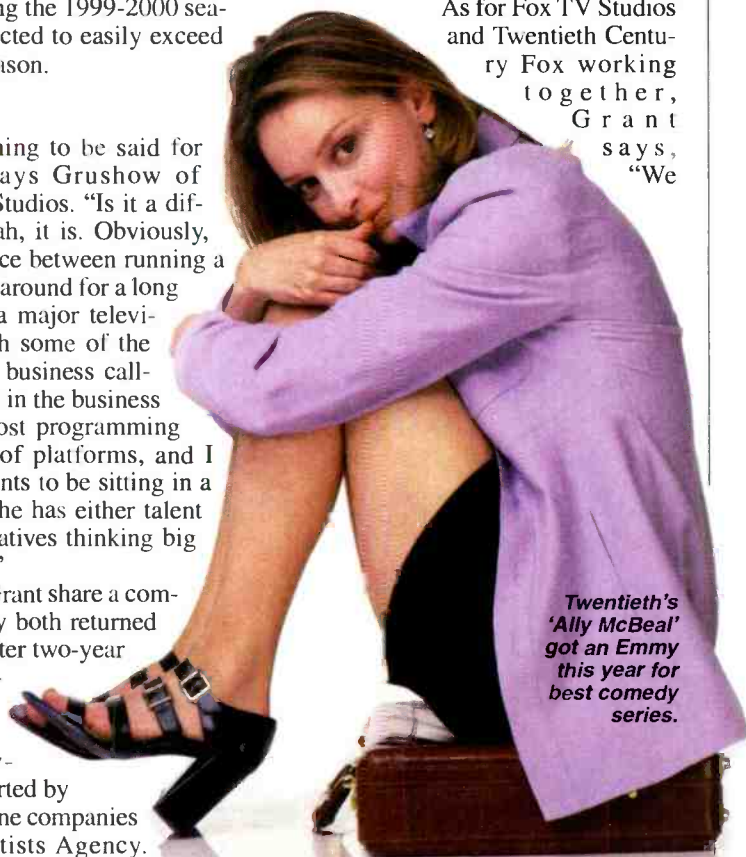 ng the 1999-2000 sea-
cted to easily exceed
ason.
ning to be said for
ays Grushow of
Studios. “Is it a dif-
ah, it is. Obviously,
ce between running a
around for a long
a major televi-
h some of the
business call-
in the business
ost programming
of platforms, and I
nts to be sitting in a
he has either talent
atives thinking big
”
rant share a com-
y both returned
ter two-year
rted by
ne companies
tists Agency.
As for Fox TV Studios
and Twentieth Centu-
ry Fox working
together,
Grant
says,
“We
Twentieth’s
‘Ally McBeal’
got an Emmy
this year for
best comedy
series.